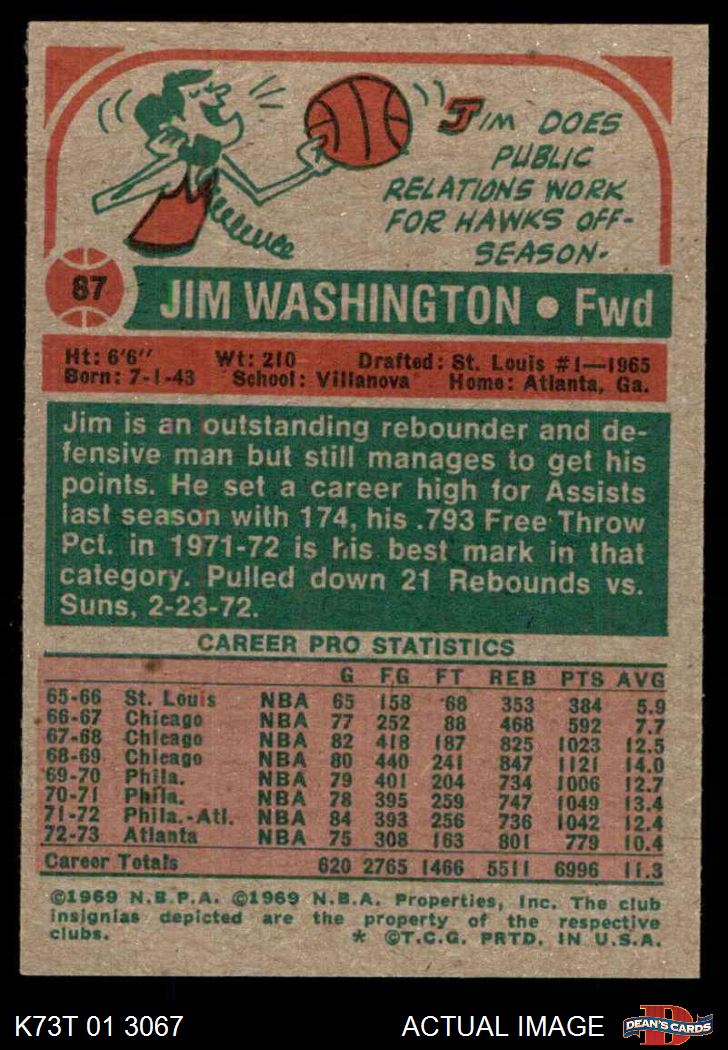 JIM DOES
PUBLIC
RELATIONS WORK
FOR HAWKS OFF-
SEASON.
87
JIM WASHINGTON • Fwd
Ht: 6'6" Wt: 210 Drafted: St. Louis #1—1965
Born: 7-1-43 School: Villanova Home: Atlanta, Ga.
Jim is an outstanding rebounder and de-
fensive man but still manages to get his
points. He set a career high for Assists
last season with 174, his .793 Free Throw
Pct. in 1971-72 is his best mark in that
category. Pulled down 21 Rebounds vs.
Suns, 2-23-72.
CAREER PRO STATISTICS
G FG FT REB PTS AVG
65-66 St. Louis NBA 65 158 68 353 384 5.9
66-67 Chicago NBA 77 252 88 468 592 7.7
67-68 Chicago NBA 82 418 187 825 1023 12.5
68-69 Chicago NBA 80 440 241 847 1121 14.0
69-70 Phila. NBA 79 401 204 734 1006 12.7
70-71 Phila. NBA 78 395 259 747 1049 13.4
71-72 Phila.-Atl. NBA 84 393 256 736 1042 12.4
72-73 Atlanta NBA 75 308 163 801 779 10.4
Career Totals 620 2765 1466 5511 6996 11.3
©1969 N.B.P.A. ©1969 N.B.A. Properties, Inc. The club
insignias depicted are the property of the respective
clubs. * ©T.C.G. PRTD. IN U.S.A.
K73T 01 3067 ACTUAL IMAGE D DEAN'S CARDS